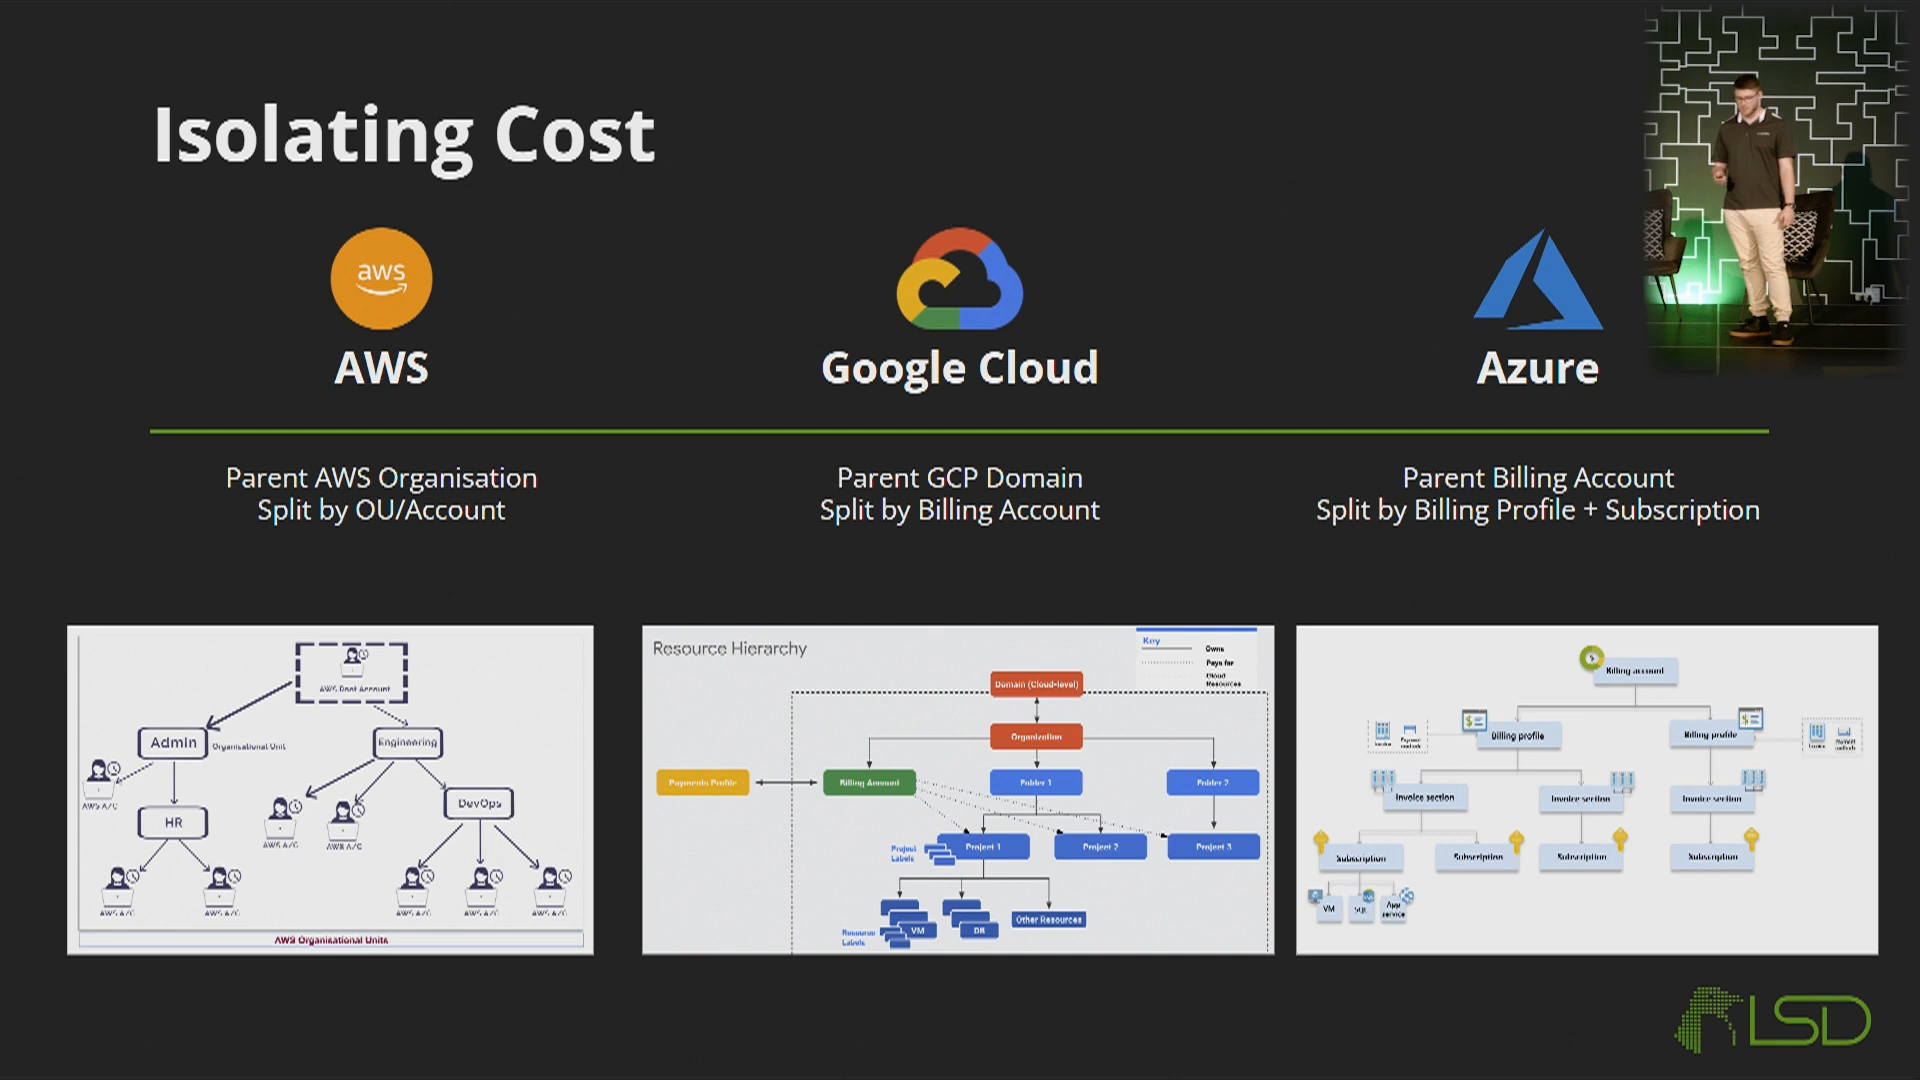 Isolating Cost
aws
AWS
Google Cloud
Azure
Parent AWS Organisation
Split by OU/Account
Parent GCP Domain
Split by Billing Account
Parent Billing Account
Split by Billing Profile + Subscription
AWS Root Account
Admin
Organisational Unit
Engineering
AWS A/C
HR
DevOps
AWS A/C
AWS A/C
AWS A/C
AWS A/C
AWS A/C
AWS A/C
AWS A/C
AWS Organisational Units
Resource Hierarchy
Key
Owns
Pays for
Cloud
Resources
Domain (Cloud-level)
Organization
Payments Profile
Billing Account
Folder 1
Folder 2
Project
Labels
Project 1
Project 2
Project 3
Resource
Labels
VM
DB
Other Resources
Billing account
Billing profile
Billing profile
Invoice section
Invoice section
Invoice section
Subscription
Subscription
Subscription
Subscription
VM
SQL
App
service
LSD